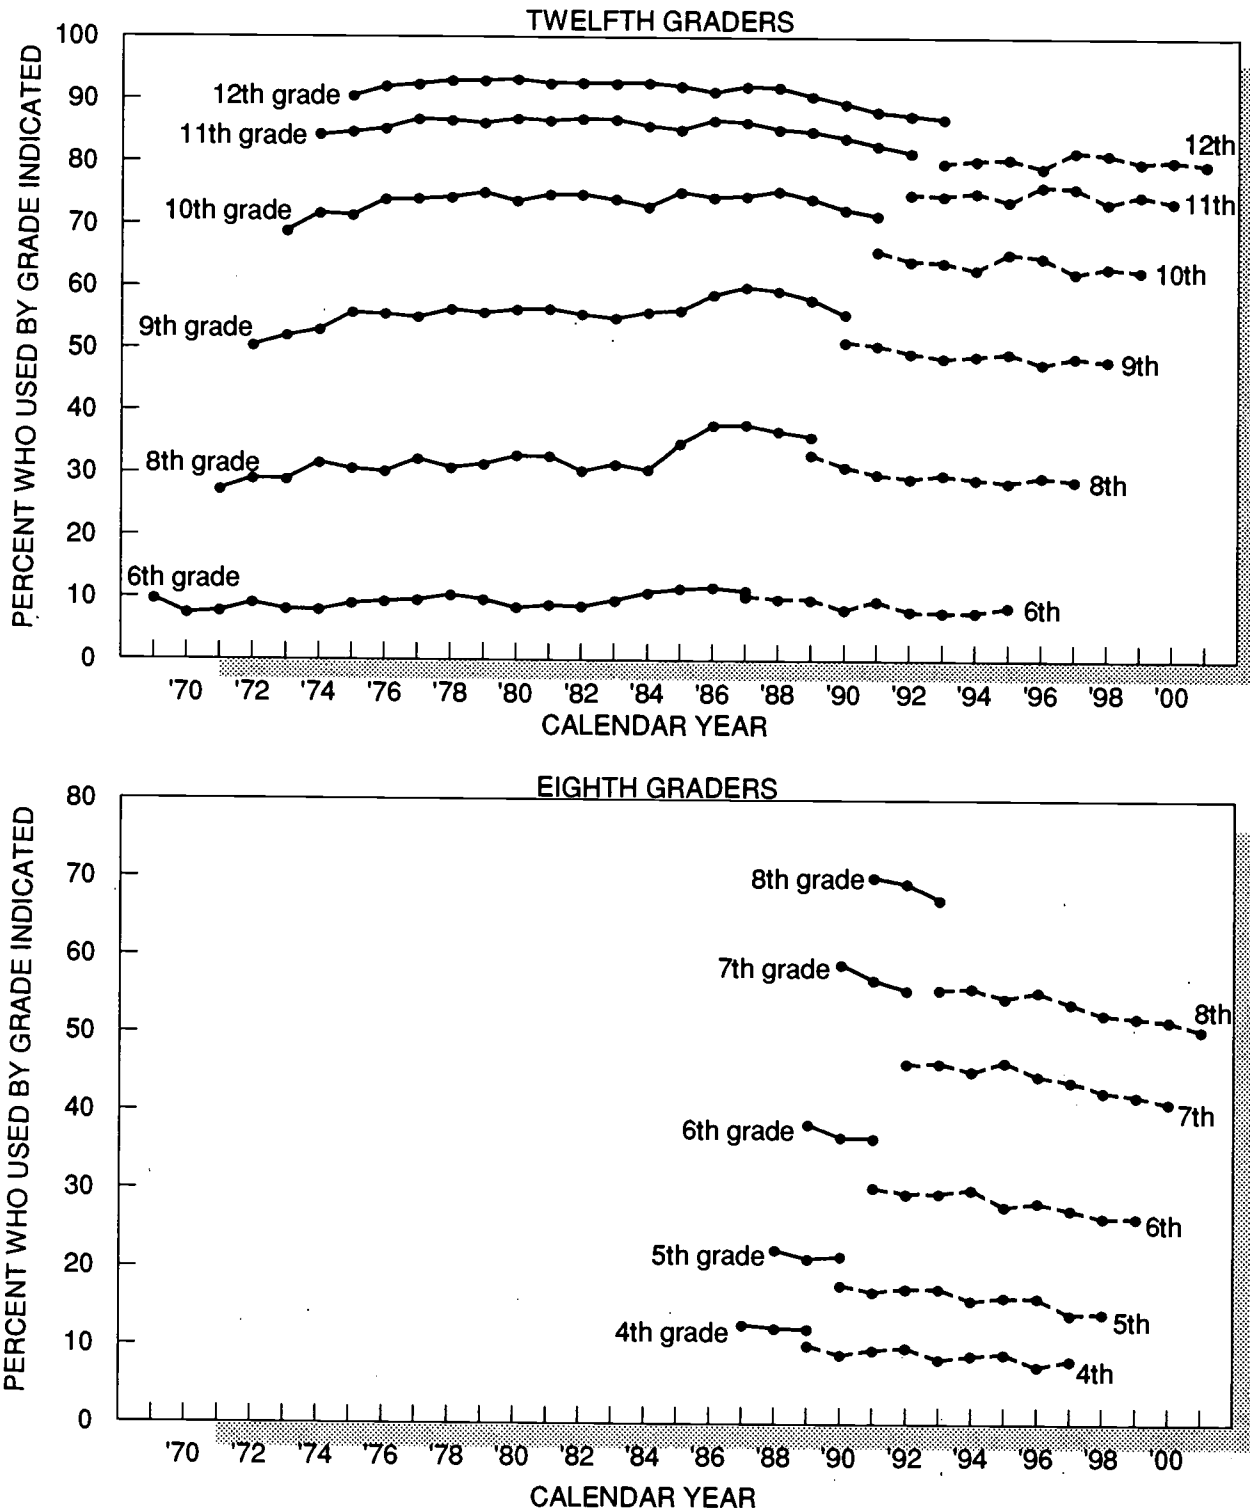 TWELFTH GRADERS
PERCENT WHO USED BY GRADE INDICATED
100
90
80
70
60
50
40
30
20
10
0
12th grade
11th grade
10th grade
9th grade
8th grade
6th grade
12th
11th
10th
9th
8th
6th
'70 '72 '74 '76 '78 '80 '82 '84 '86 '88 '90 '92 '94 '96 '98 '00
CALENDAR YEAR
EIGHTH GRADERS
PERCENT WHO USED BY GRADE INDICATED
80
70
60
50
40
30
20
10
0
8th grade
7th grade
6th grade
5th grade
4th grade
8th
7th
6th
5th
4th
'70 '72 '74 '76 '78 '80 '82 '84 '86 '88 '90 '92 '94 '96 '98 '00
CALENDAR YEAR